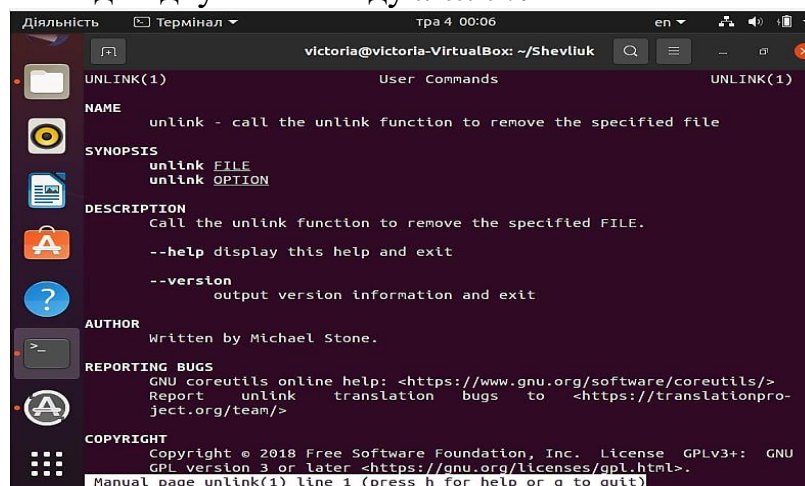 Діяльність Термінал тра 4 00:06 en
victoria@victoria-VirtualBox: ~/Shevliuk
UNLINK(1) User Commands UNLINK(1)
NAME
unlink - call the unlink function to remove the specified file
SYNOPSIS
unlink FILE
unlink OPTION
DESCRIPTION
Call the unlink function to remove the specified FILE.
--help display this help and exit
--version
output version information and exit
AUTHOR
Written by Michael Stone.
REPORTING BUGS
GNU coreutils online help: <https://www.gnu.org/software/coreutils/>
Report unlink translation bugs to <https://translationpro-
ject.org/team/>
COPYRIGHT
Copyright © 2018 Free Software Foundation, Inc. License GPLv3+: GNU
GPL version 3 or later <https://gnu.org/licenses/gpl.html>.
Manual page unlink(1) line 1 (press h for help or q to quit)